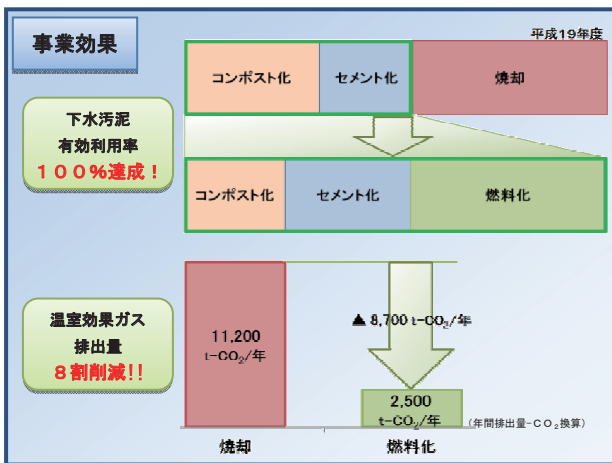 事業効果
平成19年度
コンポスト化
セメント化
焼却
下水汚泥
有効利用率
１００％達成！
コンポスト化
セメント化
燃料化
温室効果ガス
排出量
８割削減!!
11,200
t-CO₂/年
▲ 8,700 t-CO₂/年
2,500
t-CO₂/年
（年間排出量-ＣＯ₂換算）
焼却
燃料化